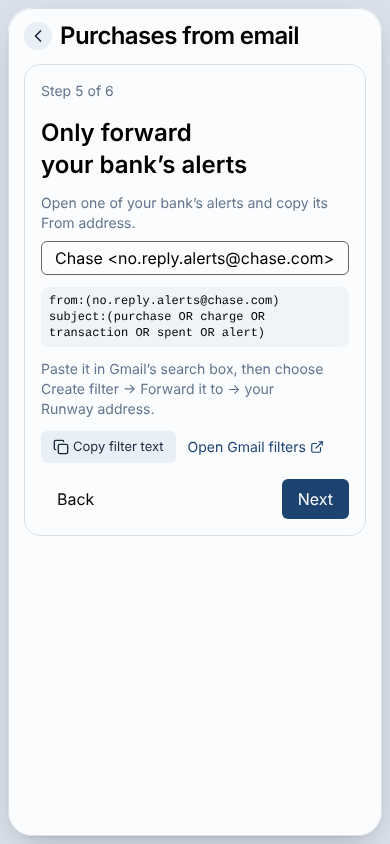 Purchases from email
Step 5 of 6
Only forward
your bank’s alerts
Open one of your bank’s alerts and copy its
From address.
Chase <no.reply.alerts@chase.com>
from:(no.reply.alerts@chase.com)
subject:(purchase OR charge OR
transaction OR spent OR alert)
Paste it in Gmail’s search box, then choose
Create filter → Forward it to → your
Runway address.
Copy filter text
Open Gmail filters
Back
Next